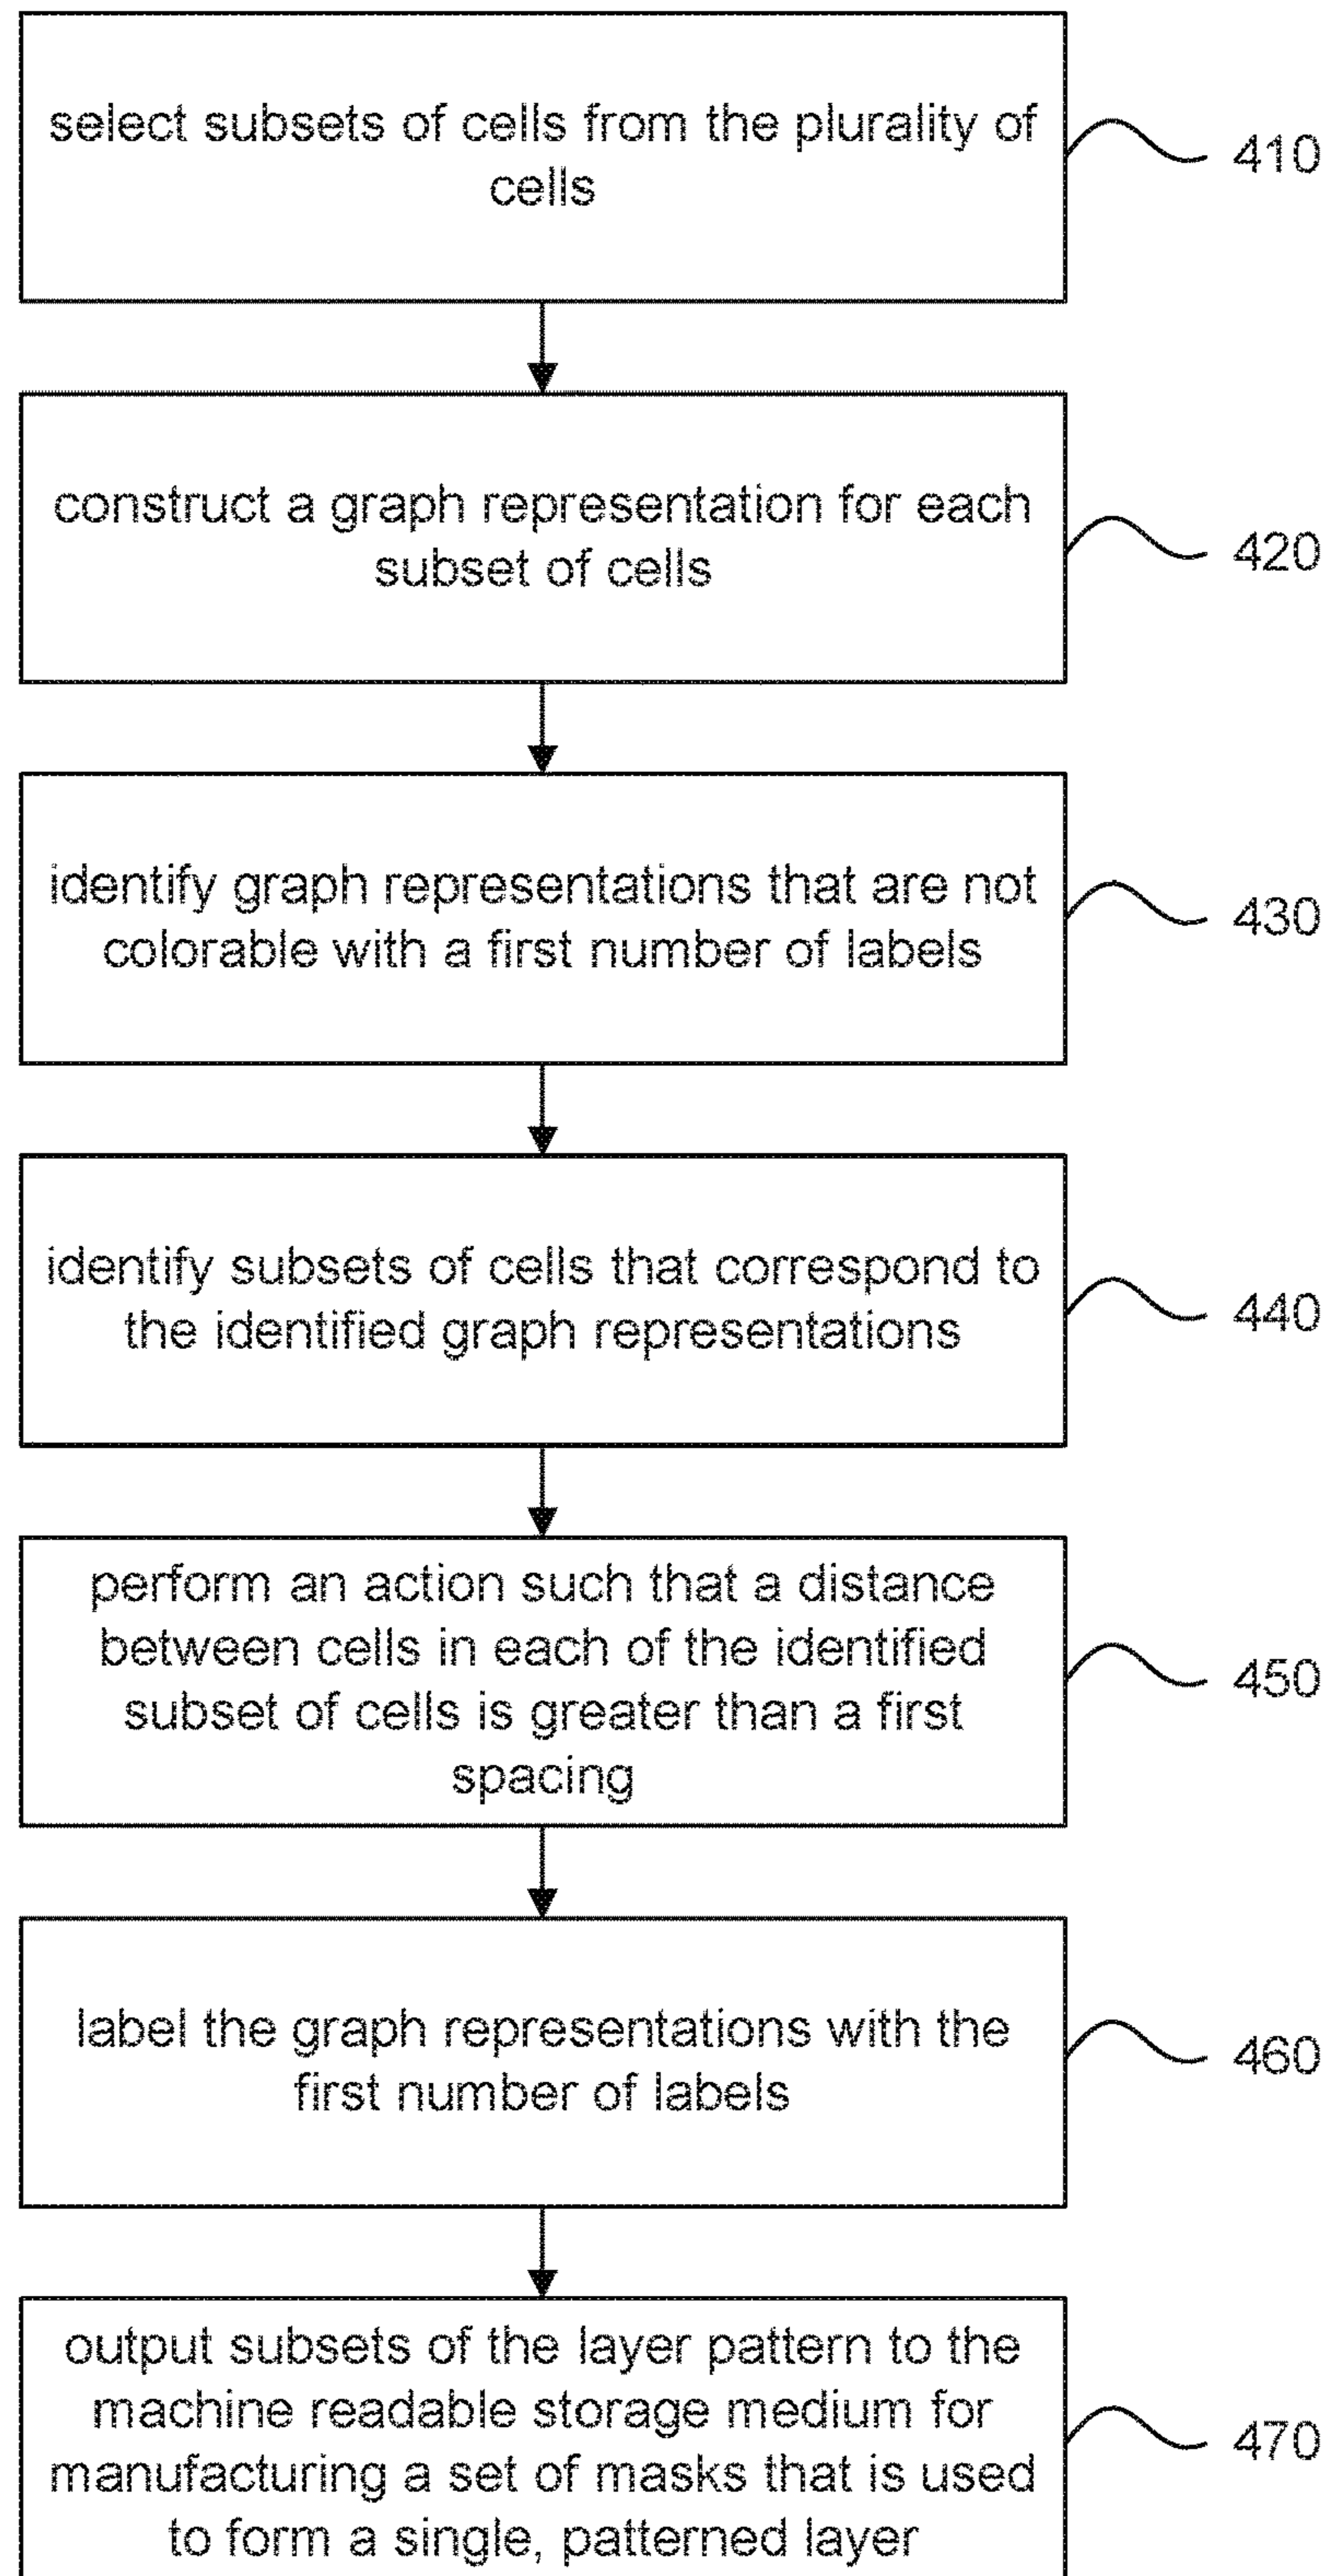 select subsets of cells from the plurality of
cells
410
construct a graph representation for each
subset of cells
420
identify graph representations that are not
colorable with a first number of labels
430
identify subsets of cells that correspond to
the identified graph representations
440
perform an action such that a distance
between cells in each of the identified
subset of cells is greater than a first
spacing
450
label the graph representations with the
first number of labels
460
output subsets of the layer pattern to the
machine readable storage medium for
manufacturing a set of masks that is used
to form a single, patterned layer
470